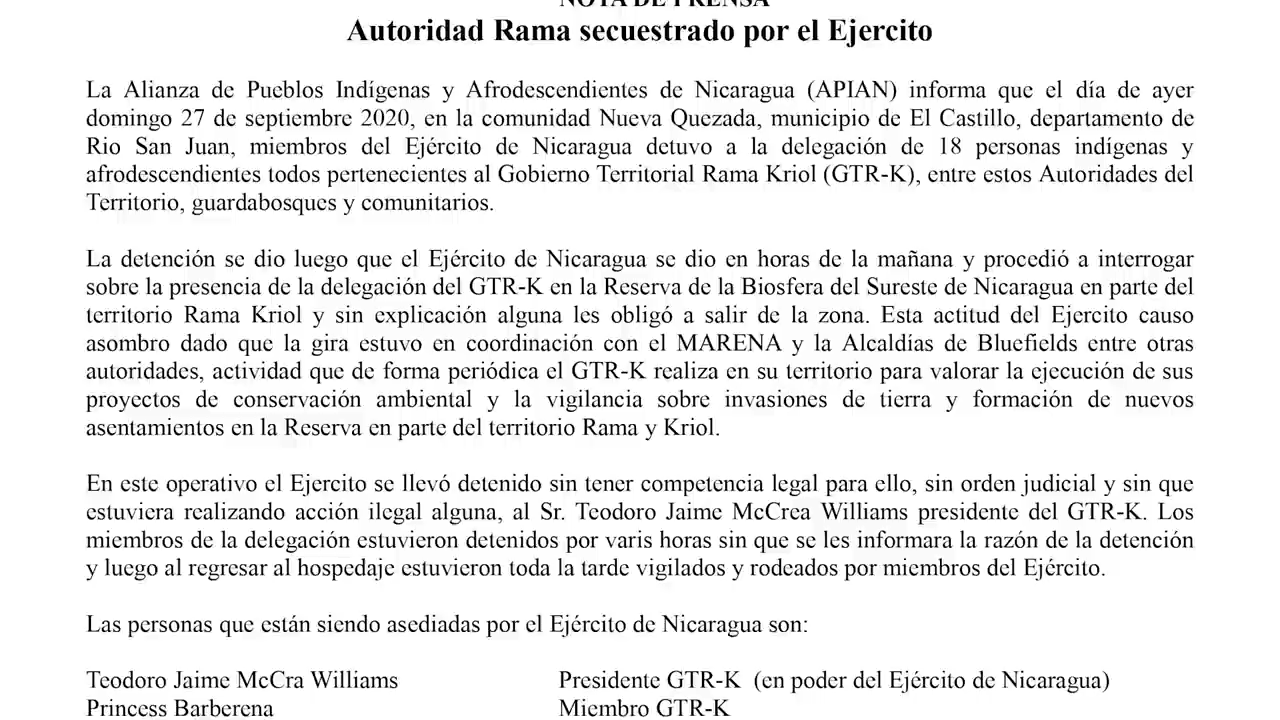 NOTA DE PRENSA
Autoridad Rama secuestrado por el Ejercito
La Alianza de Pueblos Indígenas y Afrodescendientes de Nicaragua (APIAN) informa que el día de ayer
domingo 27 de septiembre 2020, en la comunidad Nueva Quezada, municipio de El Castillo, departamento de
Rio San Juan, miembros del Ejército de Nicaragua detuvo a la delegación de 18 personas indígenas y
afrodescendientes todos pertenecientes al Gobierno Territorial Rama Kriol (GTR-K), entre estos Autoridades del
Territorio, guardabosques y comunitarios.
La detención se dio luego que el Ejército de Nicaragua se dio en horas de la mañana y procedió a interrogar
sobre la presencia de la delegación del GTR-K en la Reserva de la Biosfera del Sureste de Nicaragua en parte del
territorio Rama Kriol y sin explicación alguna les obligó a salir de la zona. Esta actitud del Ejercito causo
asombro dado que la gira estuvo en coordinación con el MARENA y la Alcaldías de Bluefields entre otras
autoridades, actividad que de forma periódica el GTR-K realiza en su territorio para valorar la ejecución de sus
proyectos de conservación ambiental y la vigilancia sobre invasiones de tierra y formación de nuevos
asentamientos en la Reserva en parte del territorio Rama y Kriol.
En este operativo el Ejercito se llevó detenido sin tener competencia legal para ello, sin orden judicial y sin que
estuviera realizando acción ilegal alguna, al Sr. Teodoro Jaime McCrea Williams presidente del GTR-K. Los
miembros de la delegación estuvieron detenidos por varis horas sin que se les informara la razón de la detención
y luego al regresar al hospedaje estuvieron toda la tarde vigilados y rodeados por miembros del Ejército.
Las personas que están siendo asediadas por el Ejército de Nicaragua son:
Teodoro Jaime McCra Williams Presidente GTR-K (en poder del Ejército de Nicaragua)
Princess Barberena Miembro GTR-K